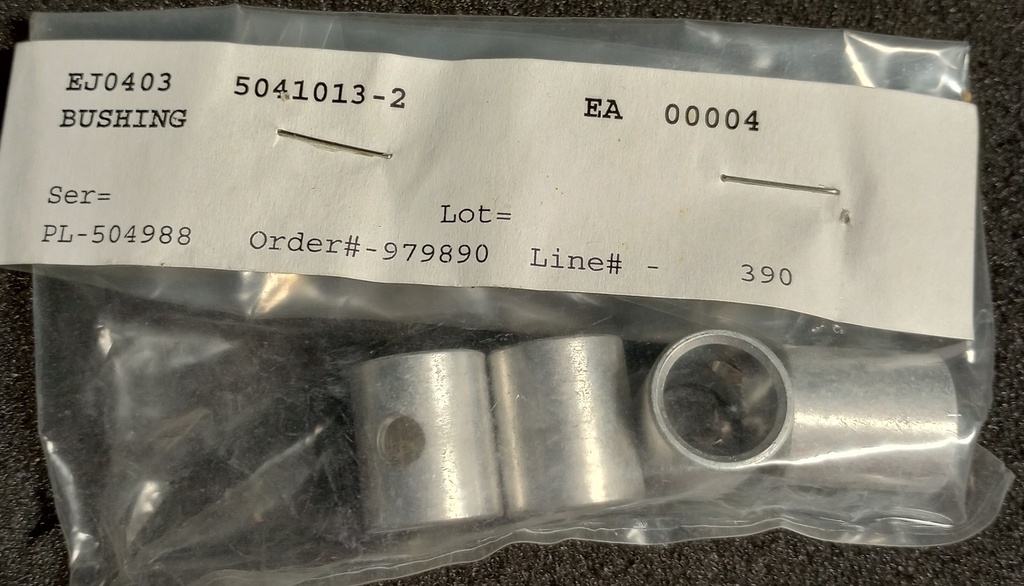 EJ0403 5041013-2 EA 00004
BUSHING
Ser= Lot=
PL-504988 Order#-979890 Line# - 390